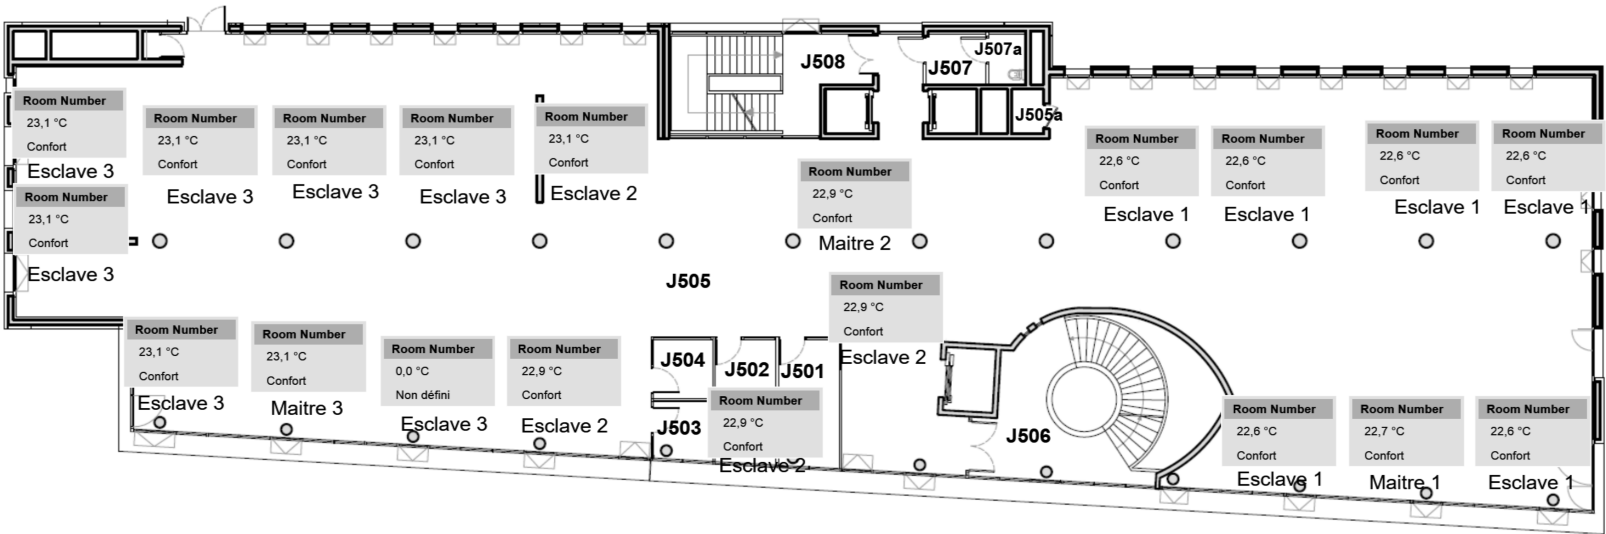 J508
J507
J507a
J505a
Room Number
23,1 °C
Confort
Esclave 3
Room Number
23,1 °C
Confort
Esclave 3
Room Number
23,1 °C
Confort
Esclave 3
Room Number
23,1 °C
Confort
Esclave 3
Room Number
23,1 °C
Confort
Esclave 2
Room Number
22,9 °C
Confort
Maitre 2
Room Number
22,6 °C
Confort
Esclave 1
Room Number
22,6 °C
Confort
Esclave 1
Room Number
22,6 °C
Confort
Esclave 1
Room Number
22,6 °C
Confort
Esclave 1
Room Number
23,1 °C
Confort
Esclave 3
J505
Room Number
22,9 °C
Confort
Esclave 2
Room Number
23,1 °C
Confort
Esclave 3
Room Number
23,1 °C
Confort
Maitre 3
Room Number
0,0 °C
Non défini
Esclave 3
Room Number
22,9 °C
Confort
Esclave 2
J504
J502
J501
J503
Room Number
22,9 °C
Confort
Esclave 2
J506
Room Number
22,6 °C
Confort
Esclave 1
Room Number
22,7 °C
Confort
Maitre 1
Room Number
22,6 °C
Confort
Esclave 1